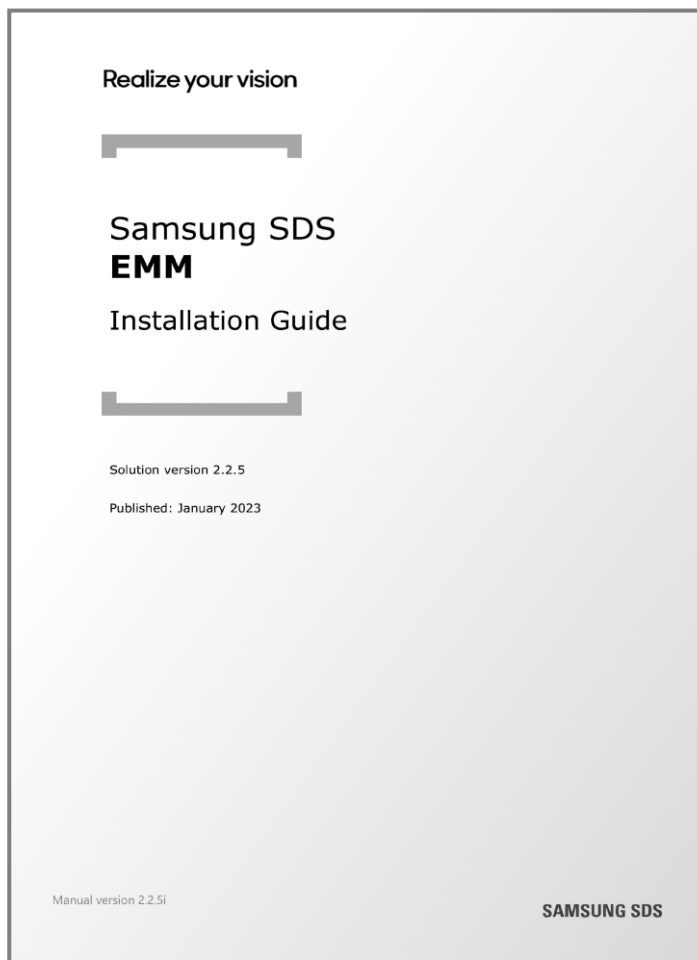 Realize your vision
Samsung SDS
EMM
Installation Guide
Solution version 2.2.5
Published: January 2023
Manual version 2.2.5i
SAMSUNG SDS